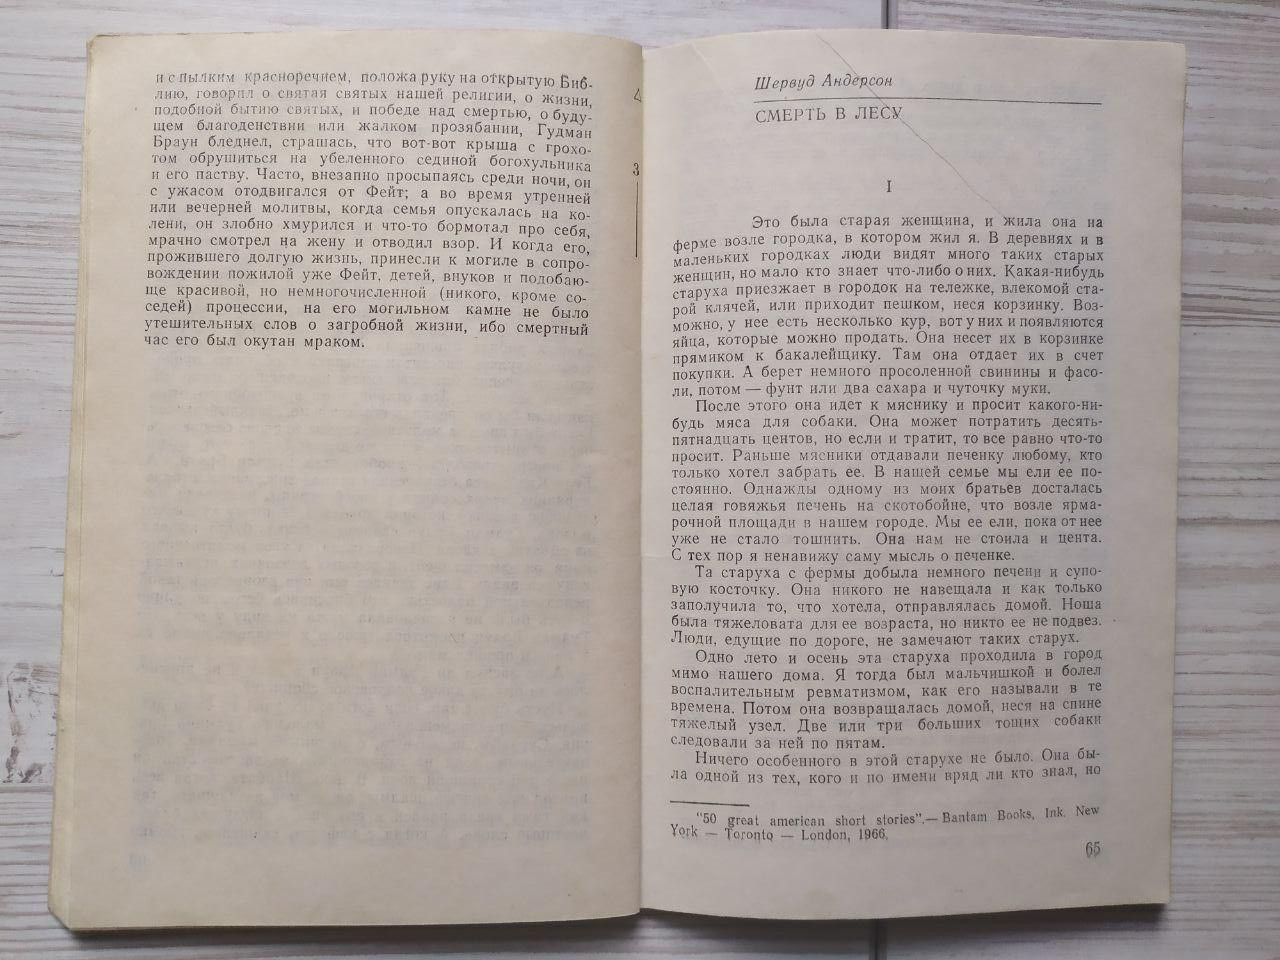 и с пылким красноречием, положа руку на открытую Биб-
лию, говорил о святая святых нашей религии, о жизни,
подобной бытию святых, и победе над смертью, о буду-
щем благоденствии или жалком прозябании, Гудман
Браун бледнел, страшась, что вот-вот крыша с грохо-
том обрушиться на убеленного сединой богохульника
и его паству. Часто, внезапно просыпаясь среди ночи, он
с ужасом отодвигался от Фейт; а во время утренней
или вечерней молитвы, когда семья опускалась на ко-
лени, он злобно хмурился и что-то бормотал про себя,
мрачно смотрел на жену и отводил взор. И когда его,
прожившего долгую жизнь, принесли к могиле в сопро-
вождении пожилой уже Фейт, детей, внуков и подобаю-
ще красивой, но немногочисленной (никого, кроме со-
седей) процессии, на его могильном камне не было
утешительных слов о загробной жизни, ибо смертный
час его был окутан мраком.
3
Шервуд Андерсон
СМЕРТЬ В ЛЕСУ
I
Это была старая женщина, и жила она на
ферме возле городка, в котором жил я. В деревнях и в
маленьких городках люди видят много таких старых
женщин, но мало кто знает что-либо о них. Какая-нибудь
старуха приезжает в городок на тележке, влекомой ста-
рой клячей, или приходит пешком, неся корзинку. Воз-
можно, у нее есть несколько кур, вот у них и появляются
яйца, которые можно продать. Она несет их в корзинке
прямиком к бакалейщику. Там она отдает их в счет
покупки. А берет немного просоленной свинины и фасо-
ли, потом — фунт или два сахара и чуточку муки.
После этого она идет к мяснику и просит какого-ни-
будь мяса для собаки. Она может потратить десять-
пятнадцать центов, но если и тратит, то все равно что-то
просит. Раньше мясники отдавали печенку любому, кто
только хотел забрать ее. В нашей семье мы ели ее по-
стоянно. Однажды одному из моих братьев досталась
целая говяжья печень на скотобойне, что возле ярма-
рочной площади в нашем городе. Мы ее ели, пока от нее
уже не стало тошнить. Она нам не стоила и цента.
С тех пор я ненавижу саму мысль о печенке.
Та старуха с фермы добыла немного печени и супо-
вую косточку. Она никого не навещала и как только
заполучила то, что хотела, отправлялась домой. Ноша
была тяжеловата для ее возраста, но никто ее не подвез.
Люди, едущие по дороге, не замечают таких старух.
Одно лето и осень эта старуха проходила в город
мимо нашего дома. Я тогда был мальчишкой и болел
воспалительным ревматизмом, как его называли в те
времена. Потом она возвращалась домой, неся на спине
тяжелый узел. Две или три больших тощих собаки
следовали за ней по пятам.
Ничего особенного в этой старухе не было. Она бы-
ла одной из тех, кого и по имени вряд ли кто знал, но
"50 great american short stories".— Bantam Books, Ink. New
York — Toronto — London, 1966.
65